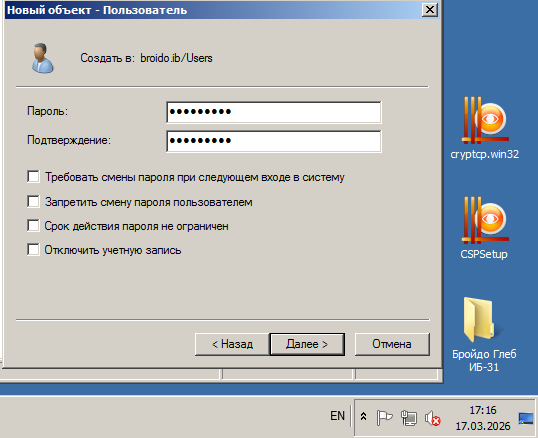 Новый объект - Пользователь
Создать в: broido.ib/Users
Пароль:
Подтверждение:
Требовать смены пароля при следующем входе в систему
Запретить смену пароля пользователем
Срок действия пароля не ограничен
Отключить учетную запись
< Назад
Далее >
Отмена
cryptcp.win32
CSPSetup
Бройдо Глеб
ИБ-31
EN
17:16
17.03.2026